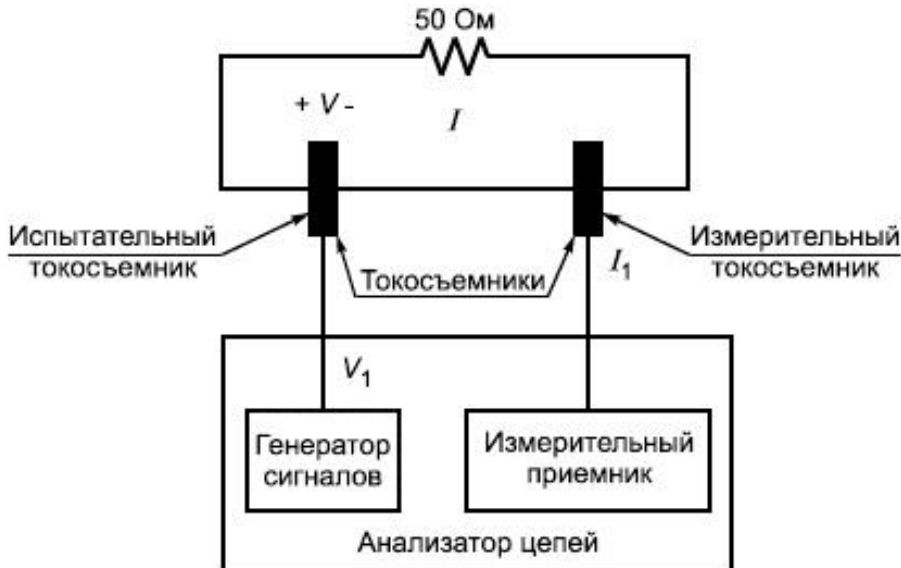 50 Ом
+ V -
I
Испытательный
токосъемник
Токосъемники
I1
Измерительный
токосъемник
V1
Генератор
сигналов
Измерительный
приемник
Анализатор цепей